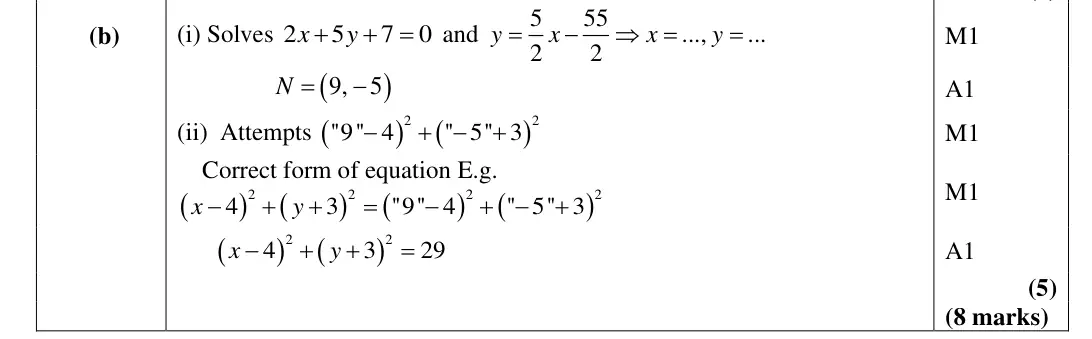 (b) (i) Solves 2x + 5y + 7 = 0 and y = 5/2 x − 55/2 ⇒ x = ..., y = ... M1
N = (9, −5) A1
(ii) Attempts ("9"− 4)² + ("− 5"+ 3)² M1
Correct form of equation E.g.
(x − 4)² + (y + 3)² = ("9"− 4)² + ("− 5"+ 3)² M1
(x − 4)² + (y + 3)² = 29 A1
(5)
(8 marks)